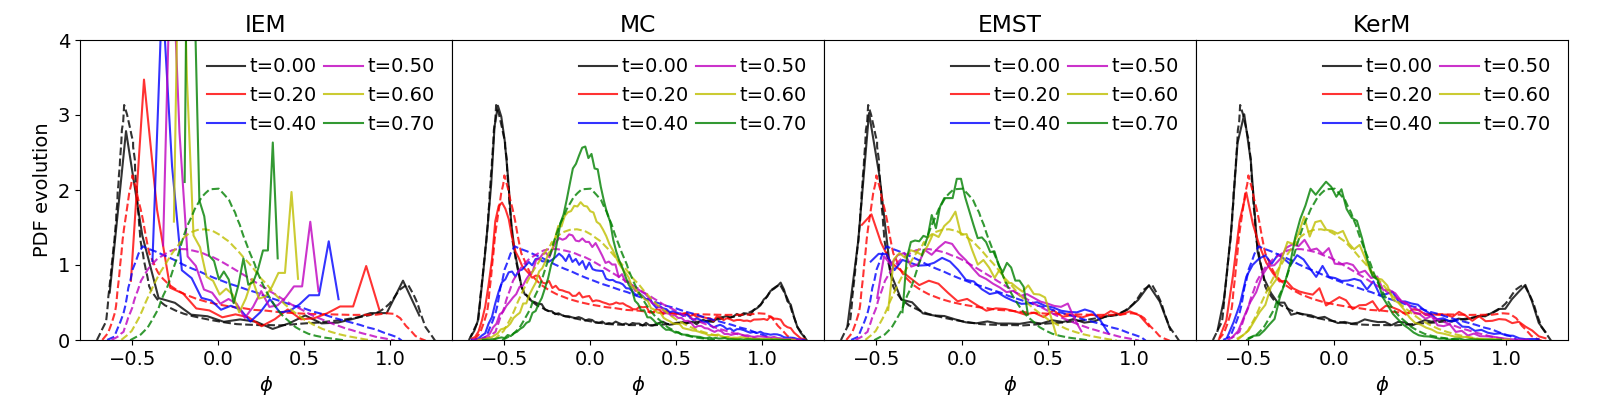 IEM MC EMST KerM
PDF evolution
4
3
2
1
0
t=0.00 t=0.50 t=0.00 t=0.50 t=0.00 t=0.50 t=0.00 t=0.50
t=0.20 t=0.60 t=0.20 t=0.60 t=0.20 t=0.60 t=0.20 t=0.60
t=0.40 t=0.70 t=0.40 t=0.70 t=0.40 t=0.70 t=0.40 t=0.70
−0.5 0.0 0.5 1.0 −0.5 0.0 0.5 1.0 −0.5 0.0 0.5 1.0 −0.5 0.0 0.5 1.0
ϕ ϕ ϕ ϕ